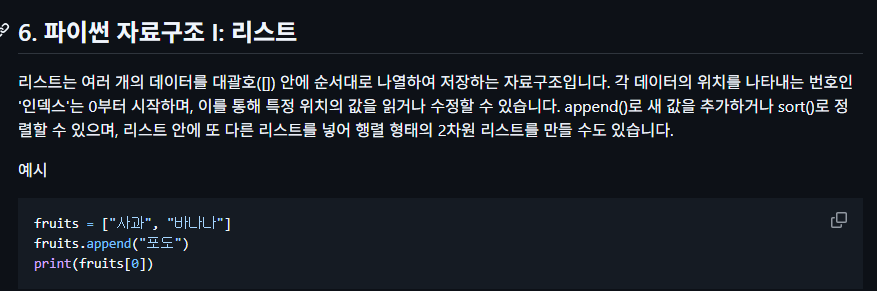 6. 파이썬 자료구조 I: 리스트
리스트는 여러 개의 데이터를 대괄호([]) 안에 순서대로 나열하여 저장하는 자료구조입니다. 각 데이터의 위치를 나타내는 번호인
'인덱스'는 0부터 시작하며, 이를 통해 특정 위치의 값을 읽거나 수정할 수 있습니다. append()로 새 값을 추가하거나 sort()로 정
렬할 수 있으며, 리스트 안에 또 다른 리스트를 넣어 행렬 형태의 2차원 리스트를 만들 수도 있습니다.
예시
fruits = ["사과", "바나나"]
fruits.append("포도")
print(fruits[0])